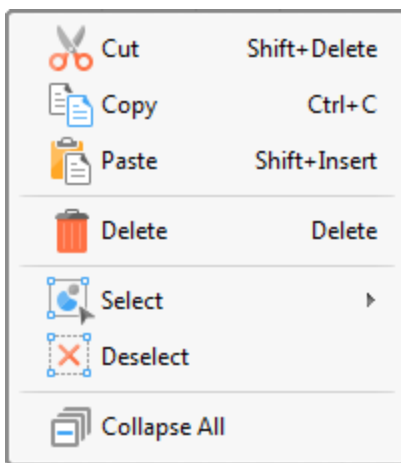 Cut Shift+Delete
Copy Ctrl+C
Paste Shift+Insert
Delete Delete
Select
Deselect
Collapse All